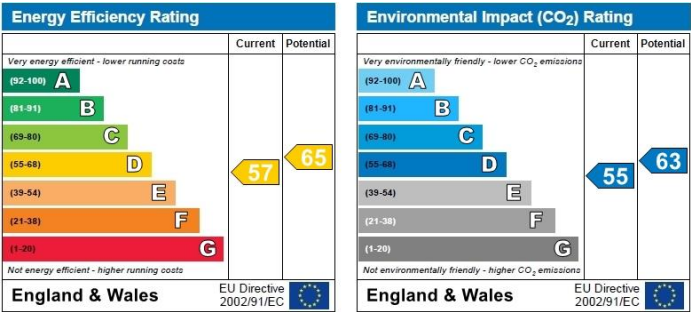 Energy Efficiency Rating
Current Potential
Very energy efficient - lower running costs
(92-100) A
(81-91) B
(69-80) C
(55-68) D
(39-54) E
(21-38) F
(1-20) G
57
65
Not energy efficient - higher running costs
England & Wales
EU Directive
2002/91/EC
Environmental Impact (CO₂) Rating
Current Potential
Very environmentally friendly - lower CO₂ emissions
(92-100) A
(81-91) B
(69-80) C
(55-68) D
(39-54) E
(21-38) F
(1-20) G
55
63
Not environmentally friendly - higher CO₂ emissions
England & Wales
EU Directive
2002/91/EC